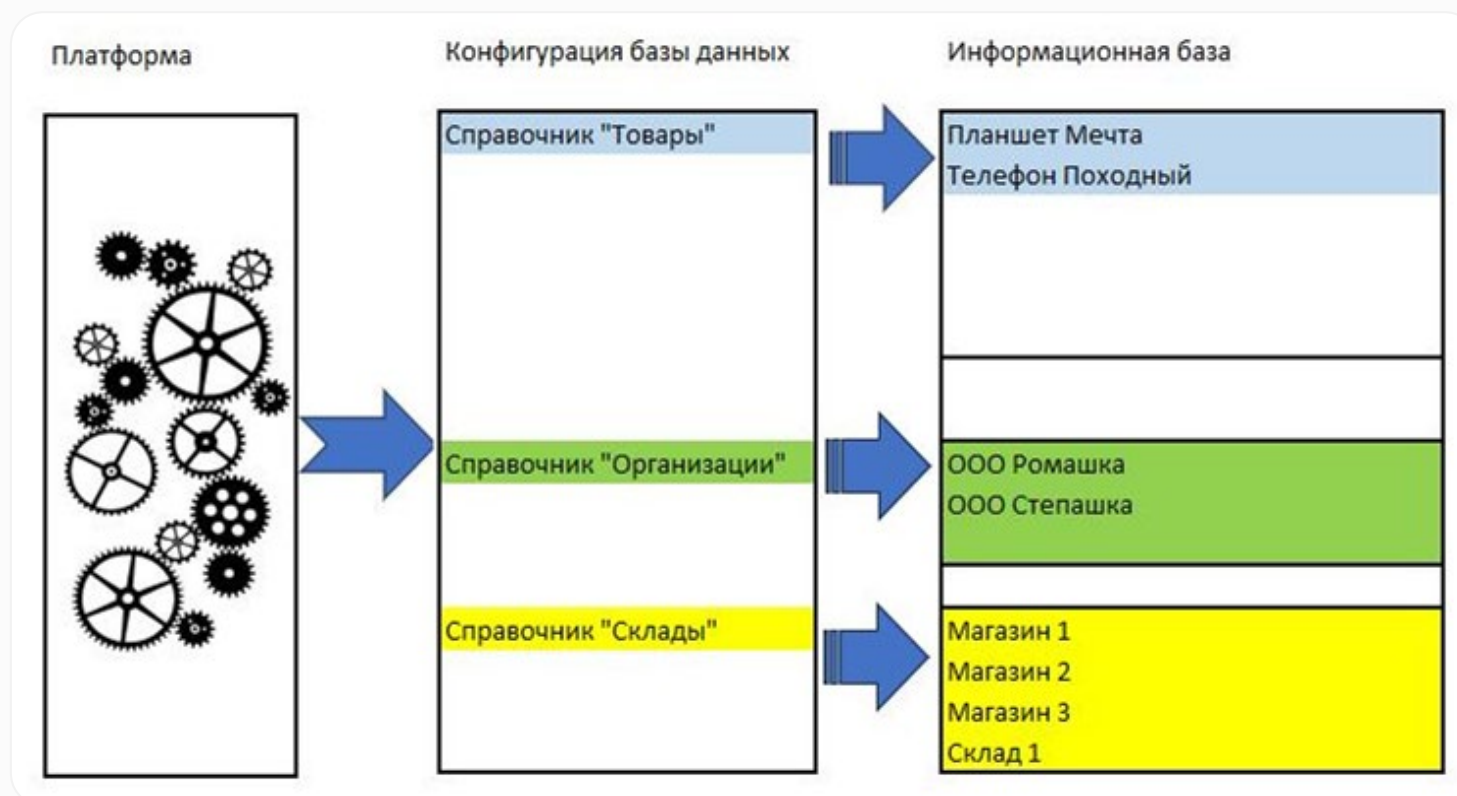 Платформа
Конфигурация базы данных
Информационная база
Справочник "Товары"
Планшет Мечта
Телефон Походный
Справочник "Организации"
ООО Ромашка
ООО Степашка
Справочник "Склады"
Магазин 1
Магазин 2
Магазин 3
Склад 1